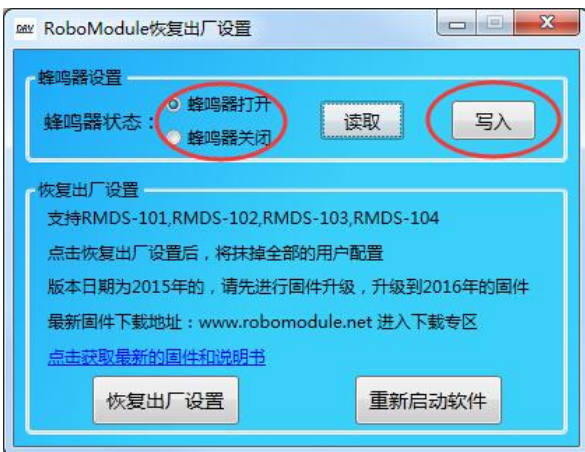 DRV RoboModule恢复出厂设置
蜂鸣器设置
蜂鸣器状态：
蜂鸣器打开
蜂鸣器关闭
读取
写入
恢复出厂设置
支持RMDS-101,RMDS-102,RMDS-103,RMDS-104
点击恢复出厂设置后，将抹掉全部的用户配置
版本日期为2015年的，请先进行固件升级，升级到2016年的固件
最新固件下载地址：www.robomodule.net 进入下载专区
点击获取最新的固件和说明书
恢复出厂设置
重新启动软件